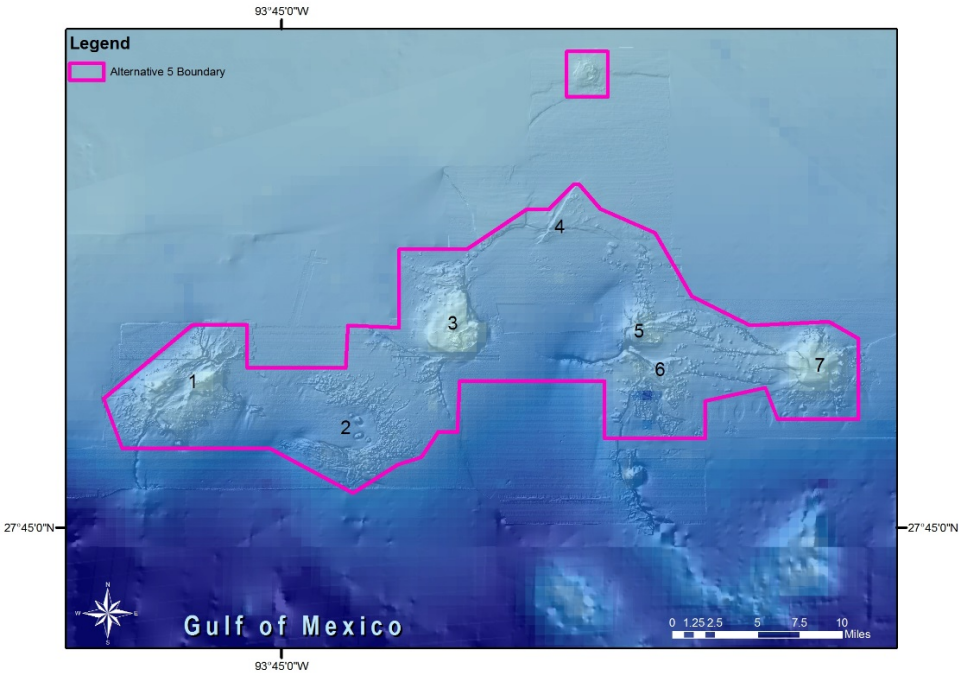 93°45'0"W
Legend
Alternative 5 Boundary
4
3
5
6
7
1
2
27°45'0"N
27°45'0"N
N
W E
S
Gulf of Mexico
0 1.25 2.5 5 7.5 10
Miles
93°45'0"W